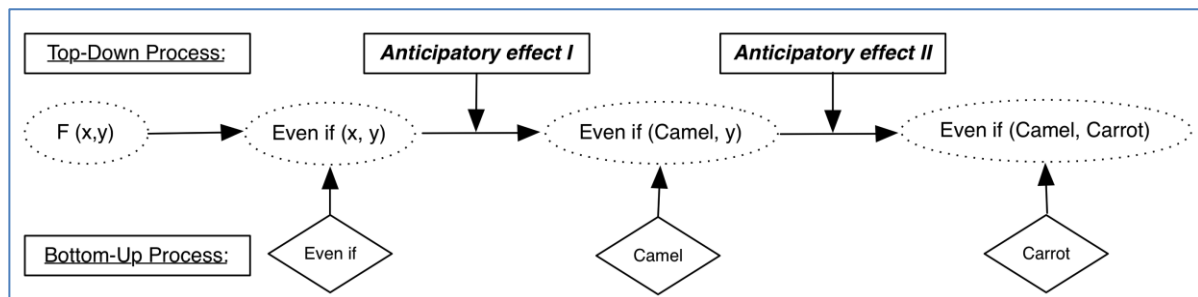 Top-Down Process:
Anticipatory effect I
Anticipatory effect II
F (x,y)
Even if (x, y)
Even if (Camel, y)
Even if (Camel, Carrot)
Bottom-Up Process:
Even if
Camel
Carrot